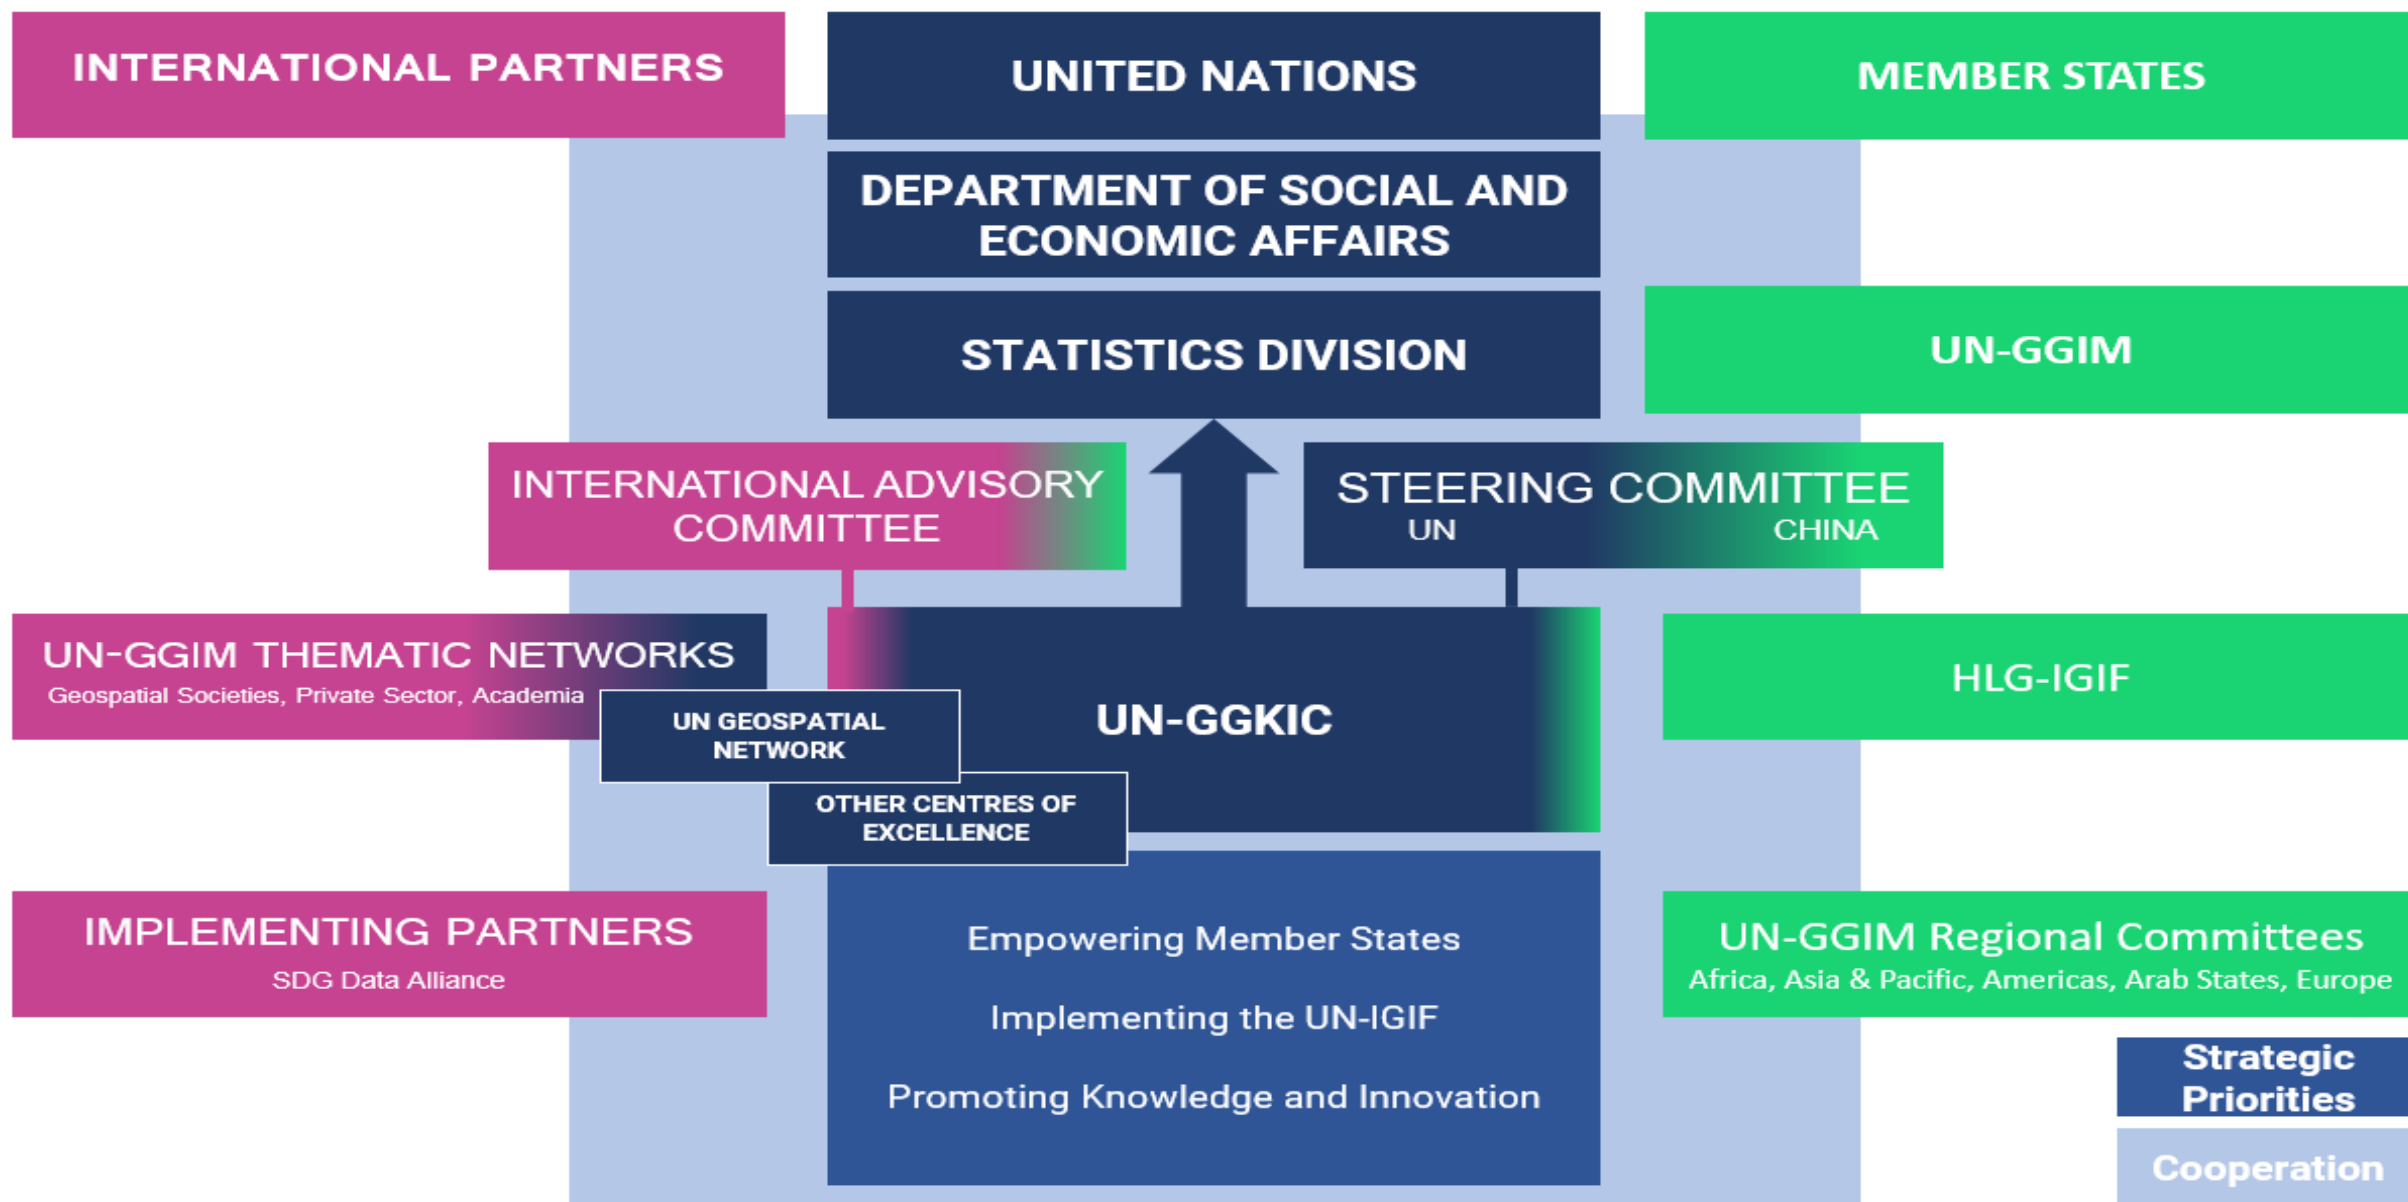 INTERNATIONAL PARTNERS
UNITED NATIONS
MEMBER STATES
DEPARTMENT OF SOCIAL AND
ECONOMIC AFFAIRS
STATISTICS DIVISION
UN-GGIM
INTERNATIONAL ADVISORY
COMMITTEE
STEERING COMMITTEE
UN CHINA
UN-GGIM THEMATIC NETWORKS
Geospatial Societies, Private Sector, Academia
UN GEOSPATIAL
NETWORK
UN-GGKIC
HLG-IGIF
OTHER CENTRES OF
EXCELLENCE
IMPLEMENTING PARTNERS
SDG Data Alliance
Empowering Member States
Implementing the UN-IGIF
Promoting Knowledge and Innovation
UN-GGIM Regional Committees
Africa, Asia & Pacific, Americas, Arab States, Europe
Strategic
Priorities
Cooperation